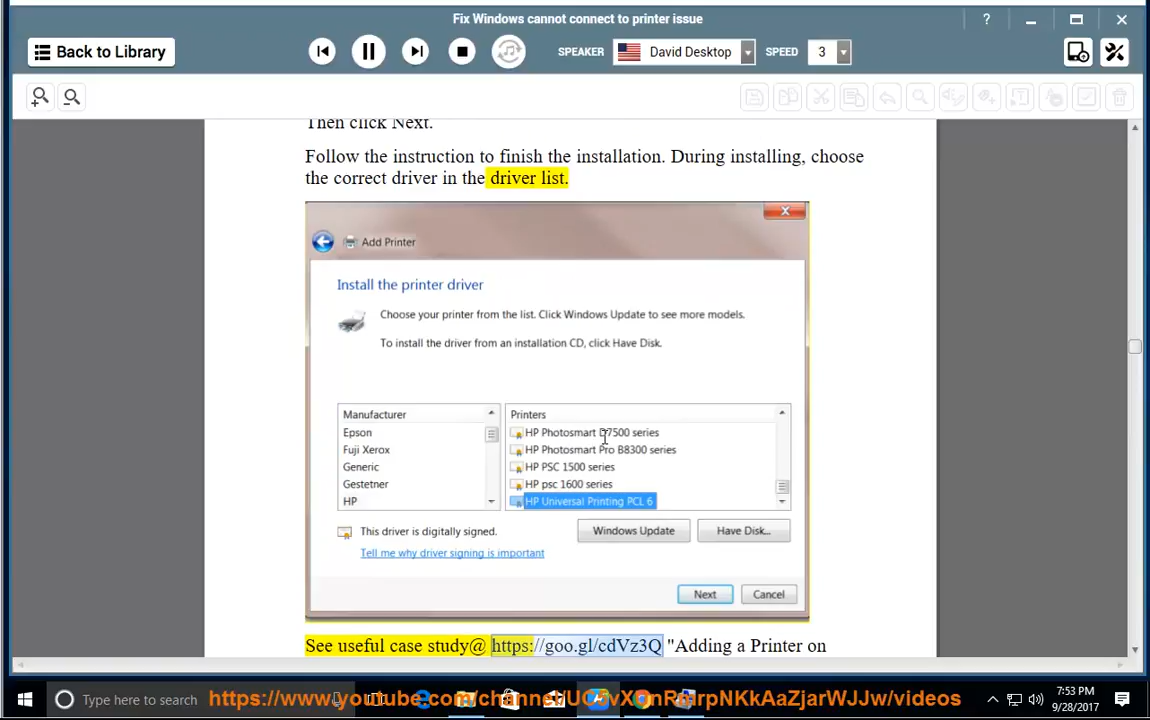 Fix Windows cannot connect to printer issue
?
Back to Library
SPEAKER
David Desktop
SPEED
3
Then click Next.
Follow the instruction to finish the installation. During installing, choose
the correct driver in the driver list.
Add Printer
Install the printer driver
Choose your printer from the list. Click Windows Update to see more models.
To install the driver from an installation CD, click Have Disk.
Manufacturer
Epson
Fuji Xerox
Generic
Gestetner
HP
Printers
HP Photosmart D7500 series
HP Photosmart Pro B8300 series
HP PSC 1500 series
HP psc 1600 series
HP Universal Printing PCL 6
This driver is digitally signed.
Windows Update
Have Disk...
Tell me why driver signing is important
Next
Cancel
See useful case study@ https://goo.gl/cdVz3Q "Adding a Printer on
Type here to search
7:53 PM
9/28/2017